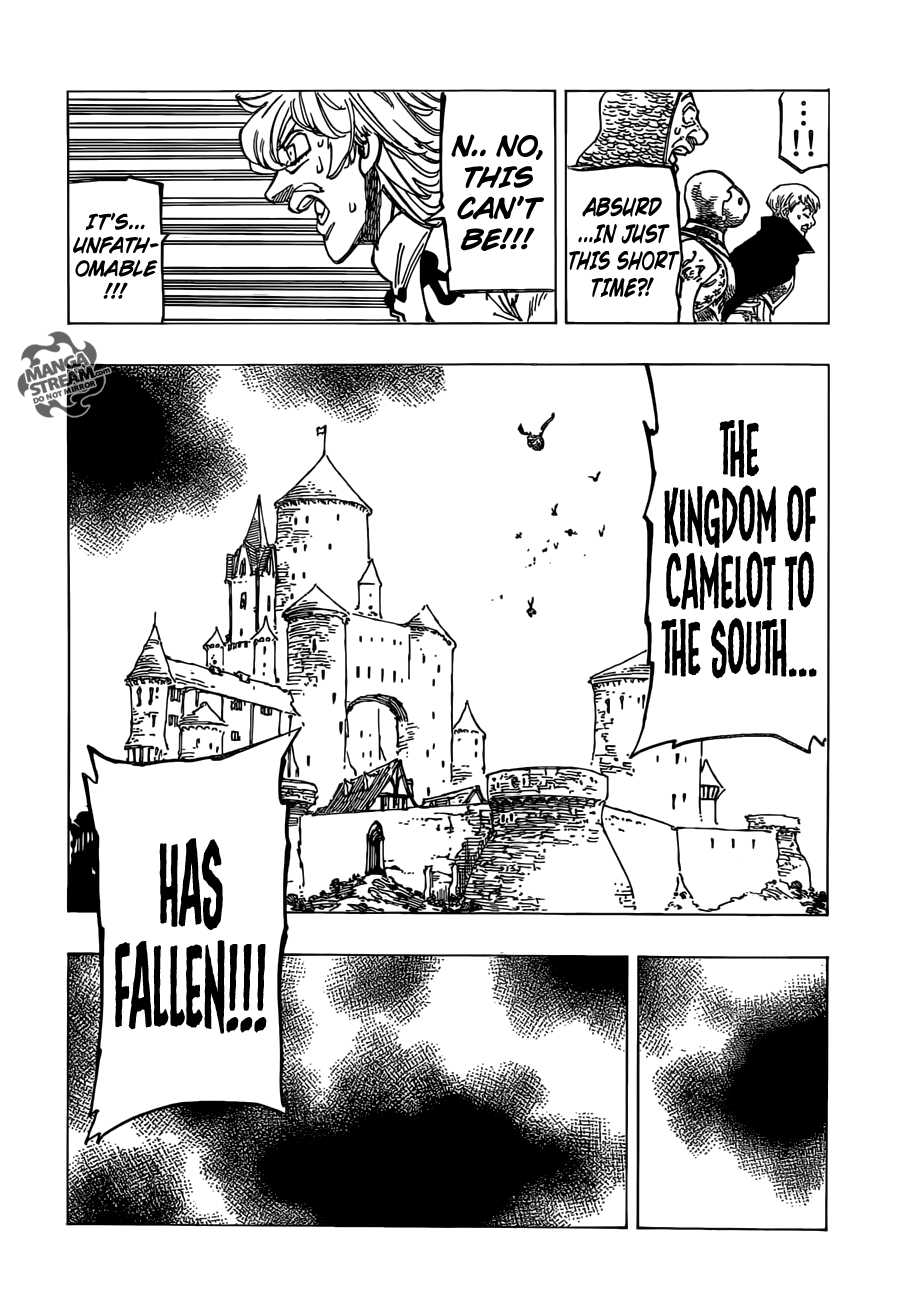 ...!!
ABSURD
...IN JUST
THIS SHORT
TIME?!
N.. NO,
THIS
CAN'T
BE!!!
IT'S...
UNFATH-
OMABLE
!!!
THE
KINGDOM OF
CAMELOT TO
THE SOUTH...
HAS
FALLEN!!!
MANGA
STREAM.com
DO NOT MIRROR